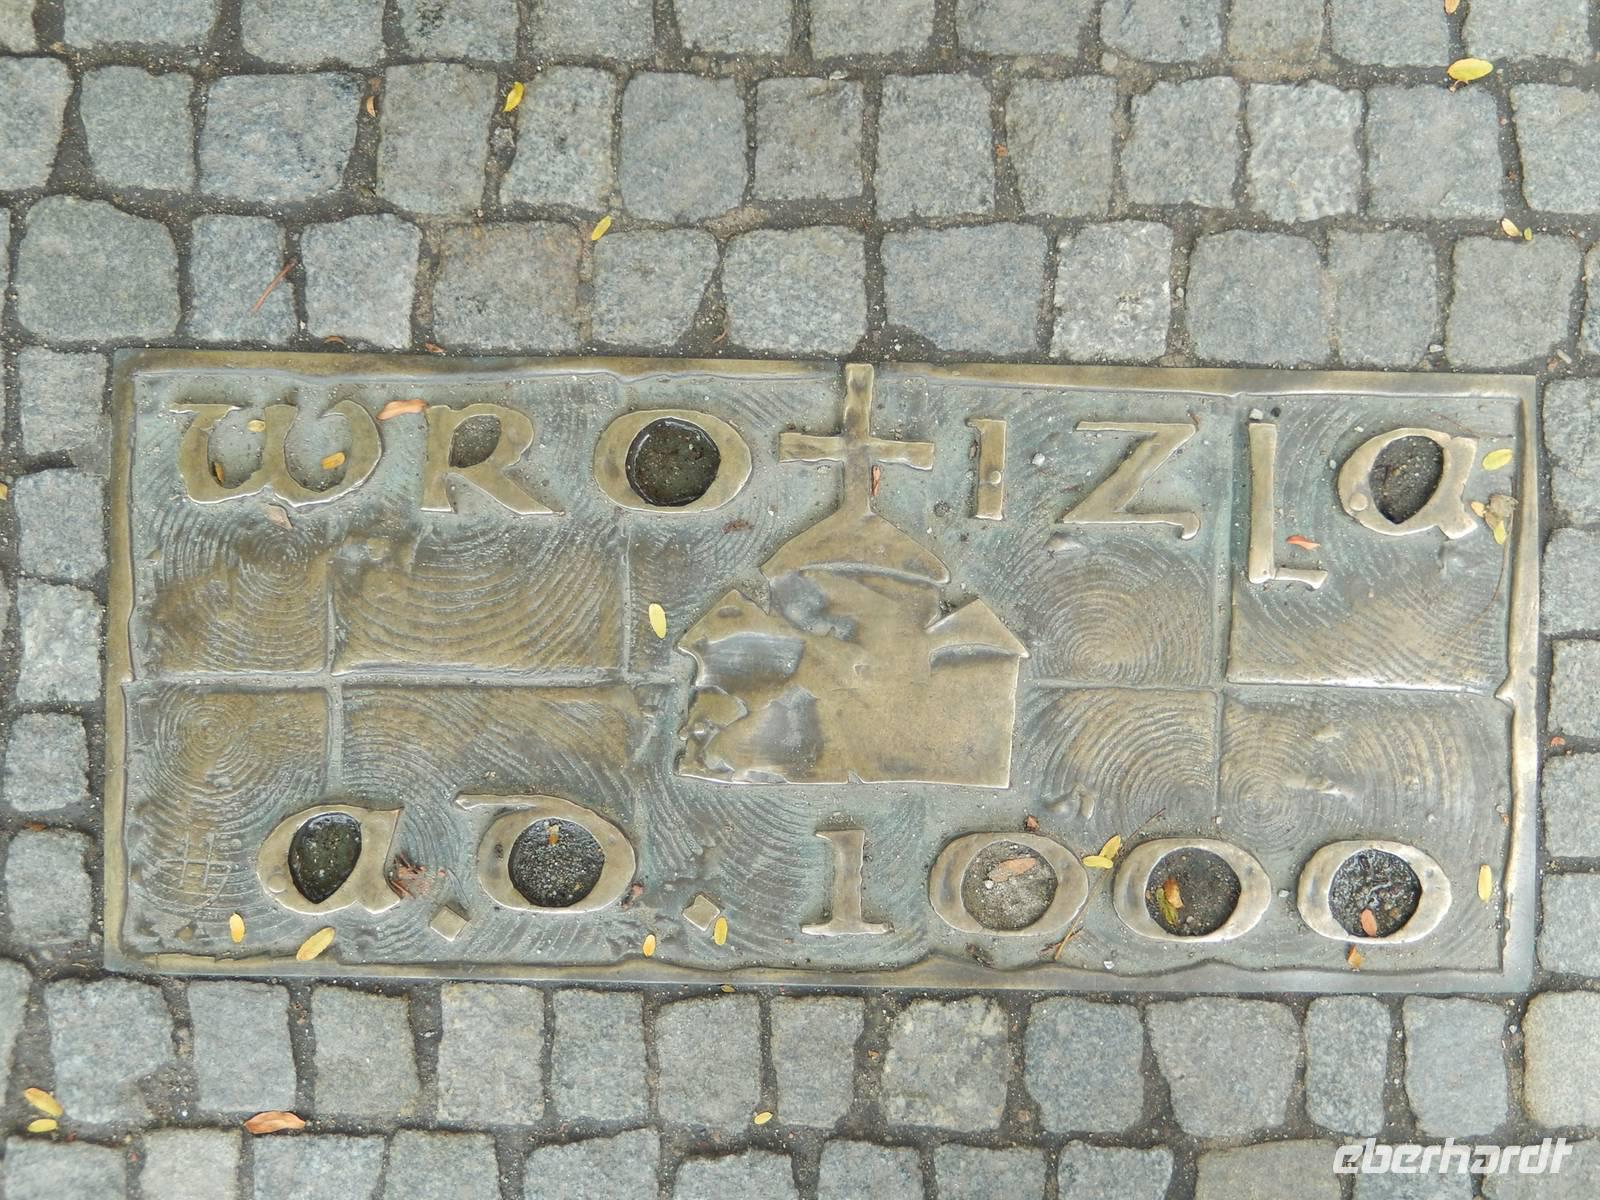 WROTIZLA
A.D. 1000
eberhardt